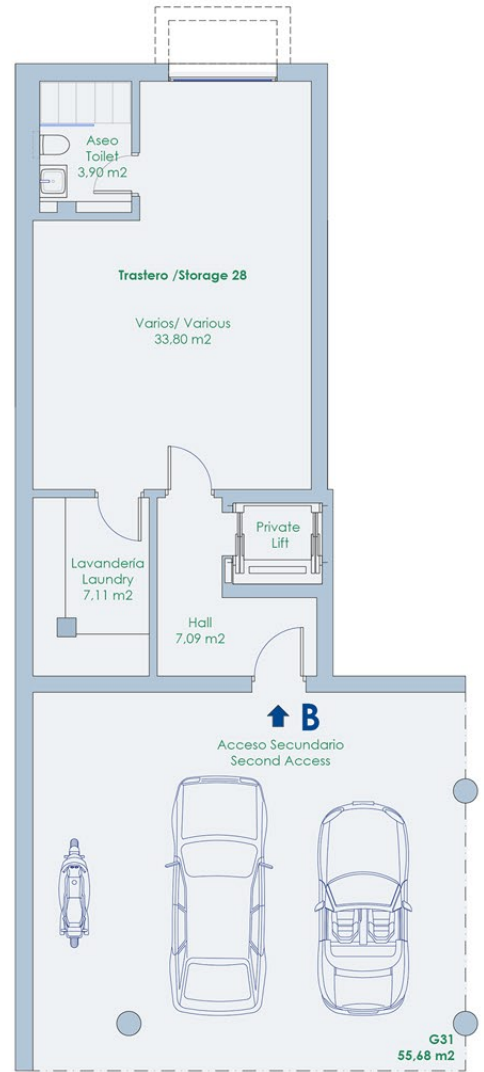 Aseo
Toilet
3,90 m2
Trastero /Storage 28
Varios/ Various
33,80 m2
Private
Lift
Lavandería
Laundry
7,11 m2
Hall
7,09 m2
B
Acceso Secundario
Second Access
G31
55,68 m2